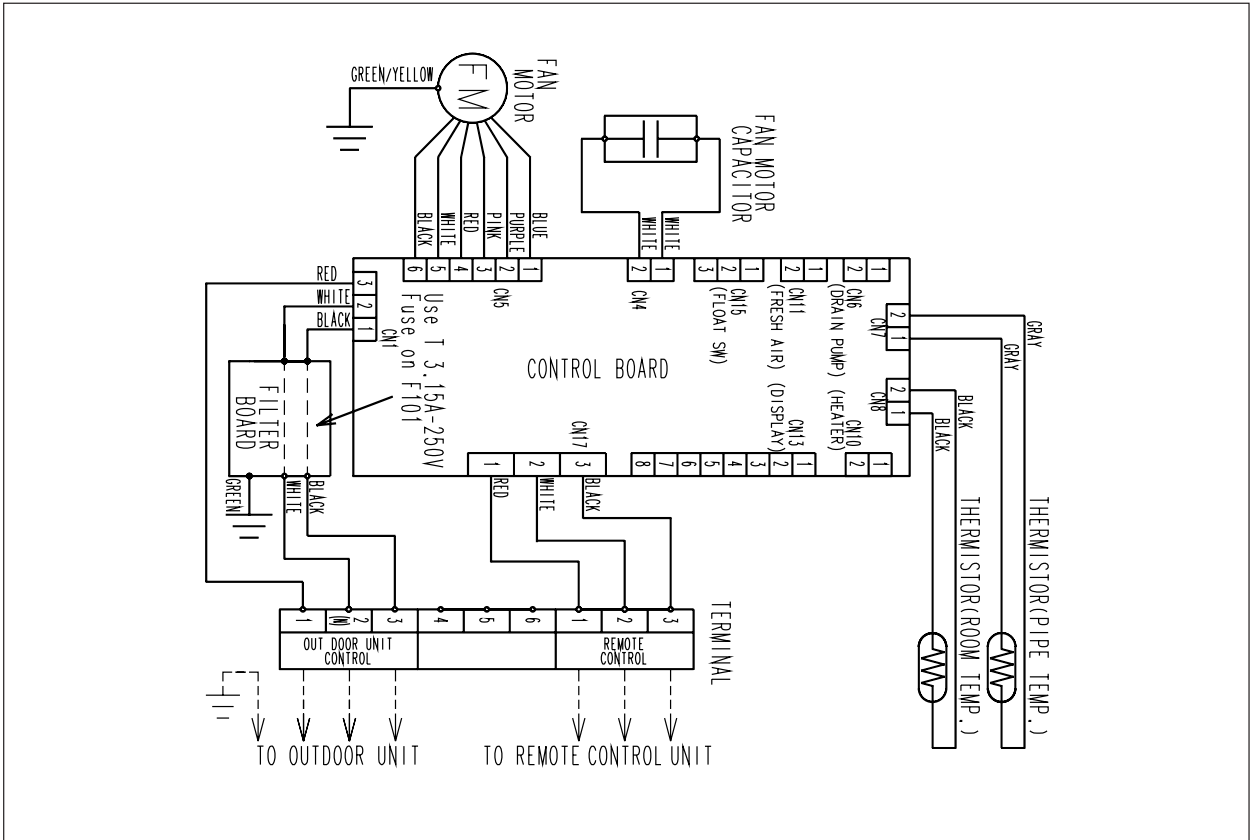 GREEN/YELLOW
FM
FAN
MOTOR
FAN MOTOR
CAPACITOR
BLACK
WHITE
RED
PINK
PURPLE
BLUE
WHITE
WHITE
6 5 4 3 2 1
CN5
2 1
CN4
3 2 1
CN15
(FLOAT SW)
2 1
CN11
(FRESH AIR)
2 1
CN6
(DRAIN PUMP)
2 1
CN7
GRAY
GRAY
2 1
CN8
BLACK
BLACK
RED
WHITE
BLACK
3
2
1
CN1
Use T 3.15A-250V
Fuse on F101
CONTROL BOARD
CN17
1 2 3
(DISPLAY)
CN13
8 7 6 5 4 3 2 1
(HEATER)
CN10
2 1
FILTER
BOARD
GREEN
WHITE
BLACK
RED
WHITE
BLACK
THERMISTOR(ROOM TEMP.)
THERMISTOR(PIPE TEMP.)
TERMINAL
1 (N) 2 3 4 5 6 1 2 3
OUT DOOR UNIT
CONTROL
REMOTE
CONTROL
TO OUTDOOR UNIT
TO REMOTE CONTROL UNIT